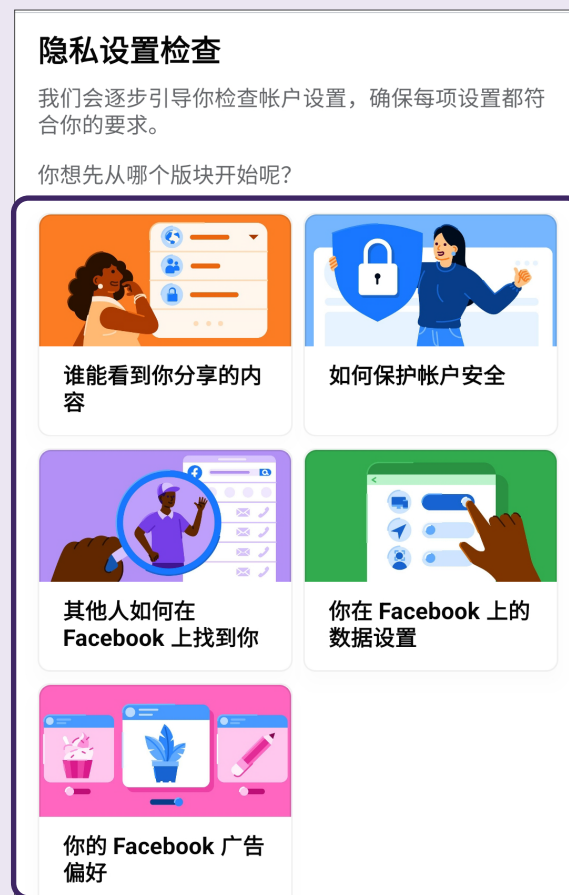 隐私设置检查
我们会逐步引导你检查帐户设置，确保每项设置都符
合你的要求。
你想先从哪个版块开始呢?
谁能看到你分享的内
容
如何保护帐户安全
其他人如何在
Facebook 上找到你
你在 Facebook 上的
数据设置
你的 Facebook 广告
偏好